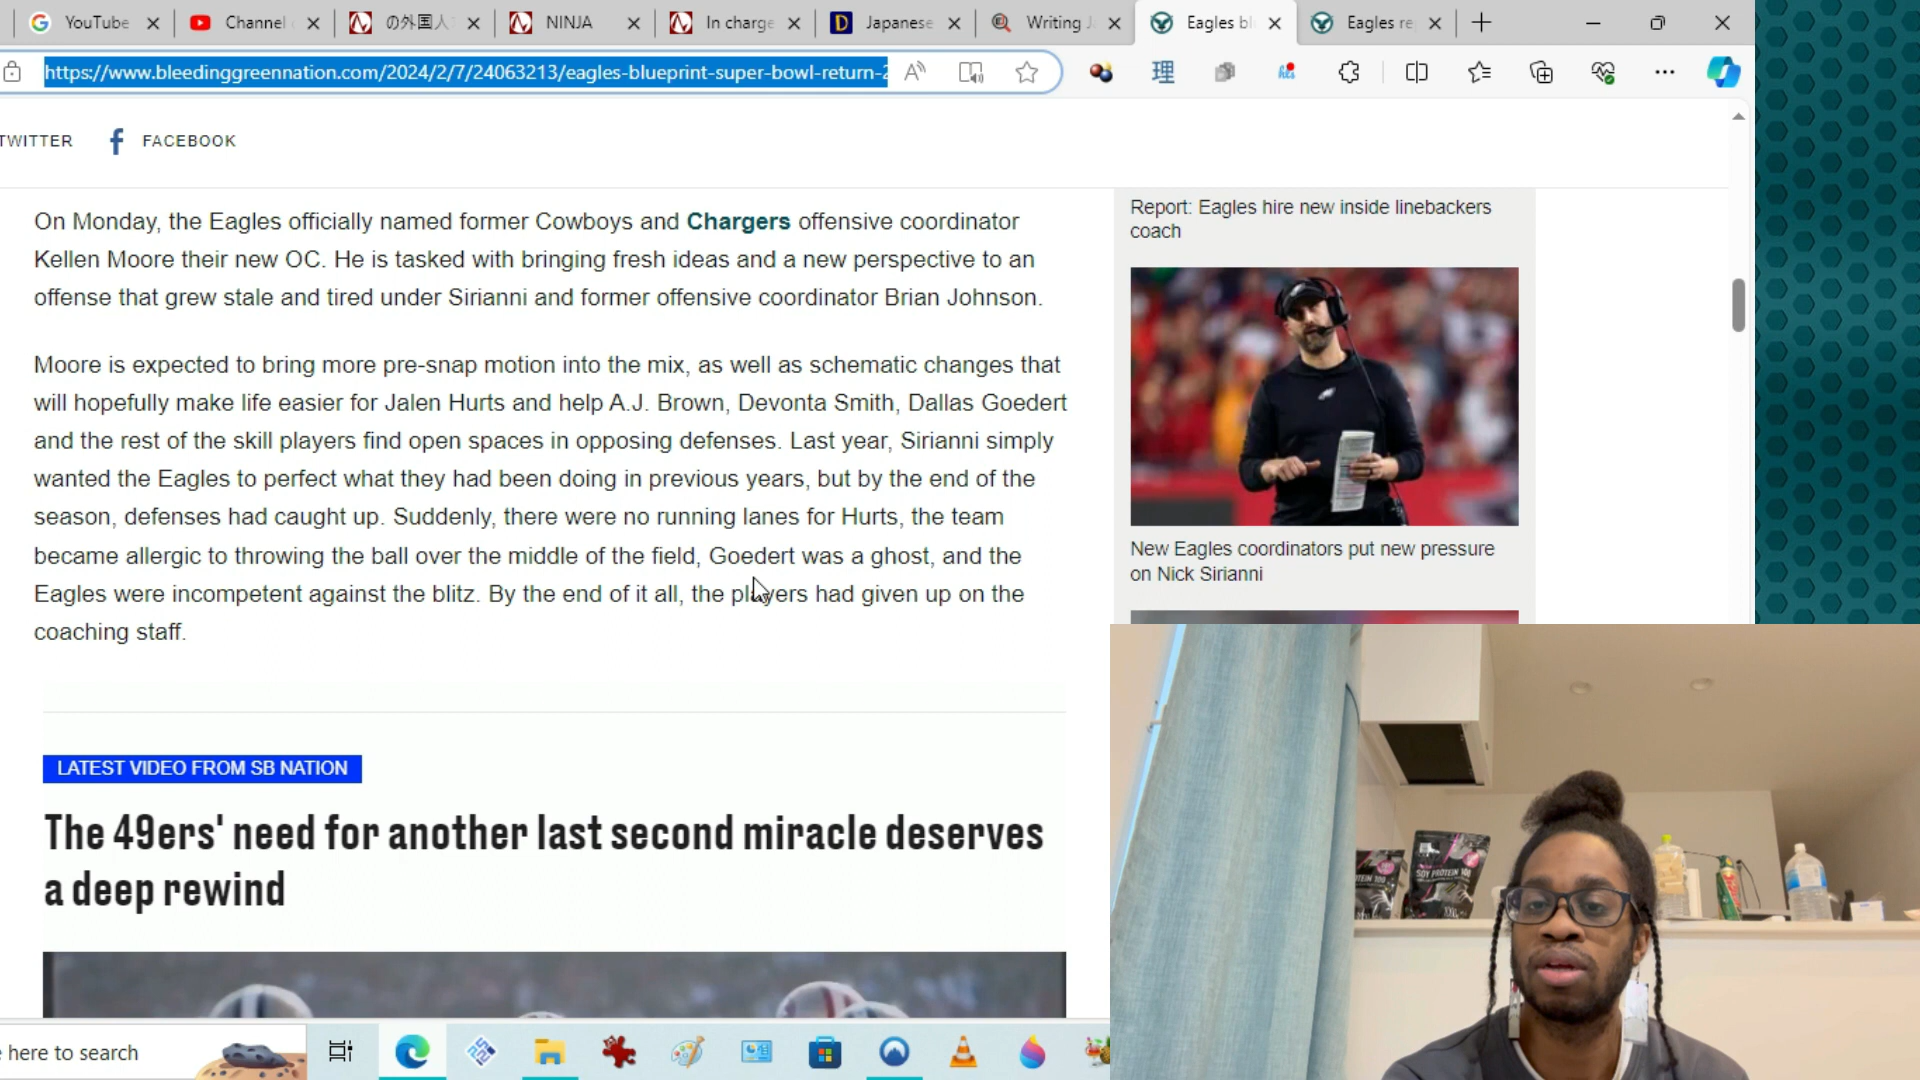 YouTube
Channel
の外国人
NINJA
In charge
Japanese
Writing J
Eagles bl
Eagles re
https://www.bleedinggreennation.com/2024/2/7/24063213/eagles-blueprint-super-bowl-return-2
理
TWITTER
FACEBOOK
On Monday, the Eagles officially named former Cowboys and Chargers offensive coordinator
Kellen Moore their new OC. He is tasked with bringing fresh ideas and a new perspective to an
offense that grew stale and tired under Sirianni and former offensive coordinator Brian Johnson.
Moore is expected to bring more pre-snap motion into the mix, as well as schematic changes that
will hopefully make life easier for Jalen Hurts and help A.J. Brown, Devonta Smith, Dallas Goedert
and the rest of the skill players find open spaces in opposing defenses. Last year, Sirianni simply
wanted the Eagles to perfect what they had been doing in previous years, but by the end of the
season, defenses had caught up. Suddenly, there were no running lanes for Hurts, the team
became allergic to throwing the ball over the middle of the field, Goedert was a ghost, and the
Eagles were incompetent against the blitz. By the end of it all, the players had given up on the
coaching staff.
LATEST VIDEO FROM SB NATION
The 49ers' need for another last second miracle deserves
a deep rewind
Report: Eagles hire new inside linebackers
coach
New Eagles coordinators put new pressure
on Nick Sirianni
SOY PROTEIN 100
here to search